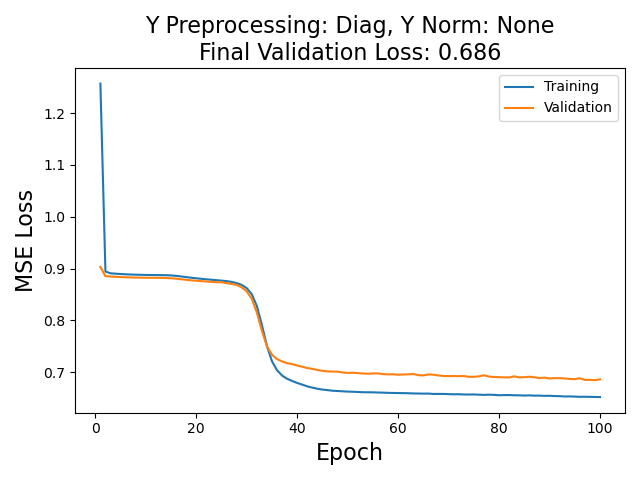 Y Preprocessing: Diag, Y Norm: None
Final Validation Loss: 0.686
Training
Validation
MSE Loss
1.2
1.1
1.0
0.9
0.8
0.7
0
20
40
60
80
100
Epoch